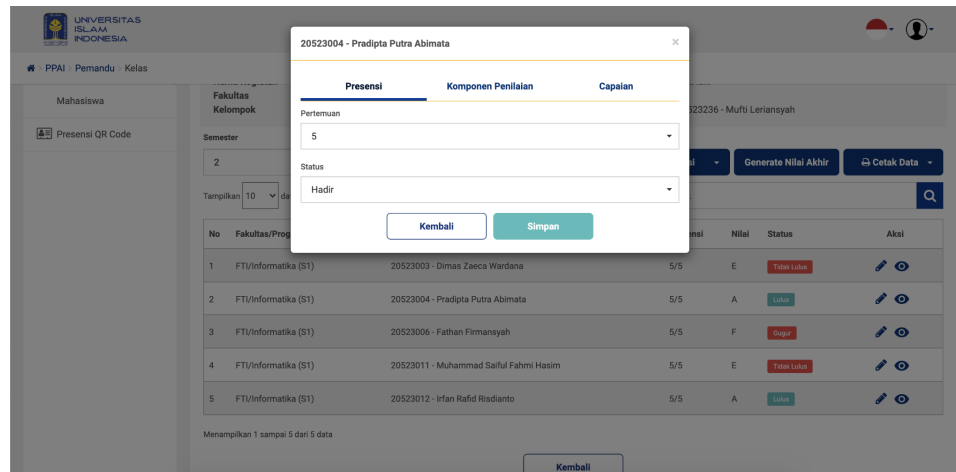 UNIVERSITAS
ISLAM
INDONESIA
20523004 - Pradipta Putra Abimata ×
PPAI > Pemandu > Kelas
Presensi Komponen Penilaian Capaian
Mahasiswa
Presensi QR Code
Fakultas
Kelompok 523236 - Mufti Leriansyah
Pertemuan
5
Semester
2
Status
Hadir
Generate Nilai Akhir Cetak Data
Tampilkan 10
Kembali Simpan
No Fakultas/Prog Nilai Status Aksi
1 FTI/Informatika (S1) 20523003 - Dimas Zaeca Wardana 5/5 E Tidak Lulus
2 FTI/Informatika (S1) 20523004 - Pradipta Putra Abimata 5/5 A Lulus
3 FTI/Informatika (S1) 20523006 - Fathan Firmansyah 5/5 F Gugur
4 FTI/Informatika (S1) 20523011 - Muhammad Saiful Fahmi Hasim 5/5 E Tidak Lulus
5 FTI/Informatika (S1) 20523012 - Irfan Rafid Risdianto 5/5 A Lulus
Menampilkan 1 sampai 5 dari 5 data
Kembali